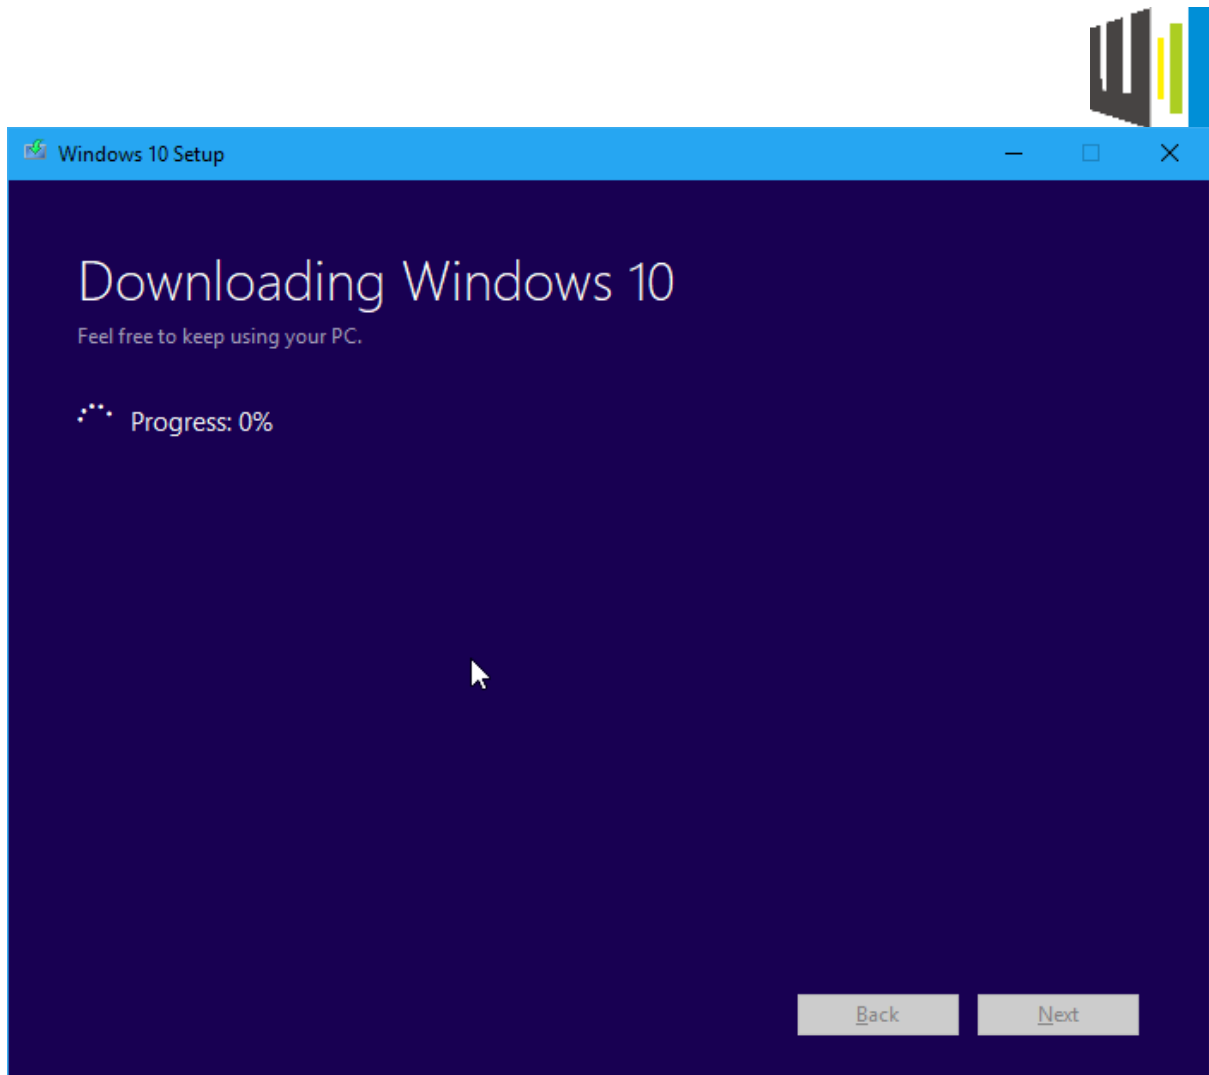 Windows 10 Setup
Downloading Windows 10
Feel free to keep using your PC.
Progress: 0%
Back
Next